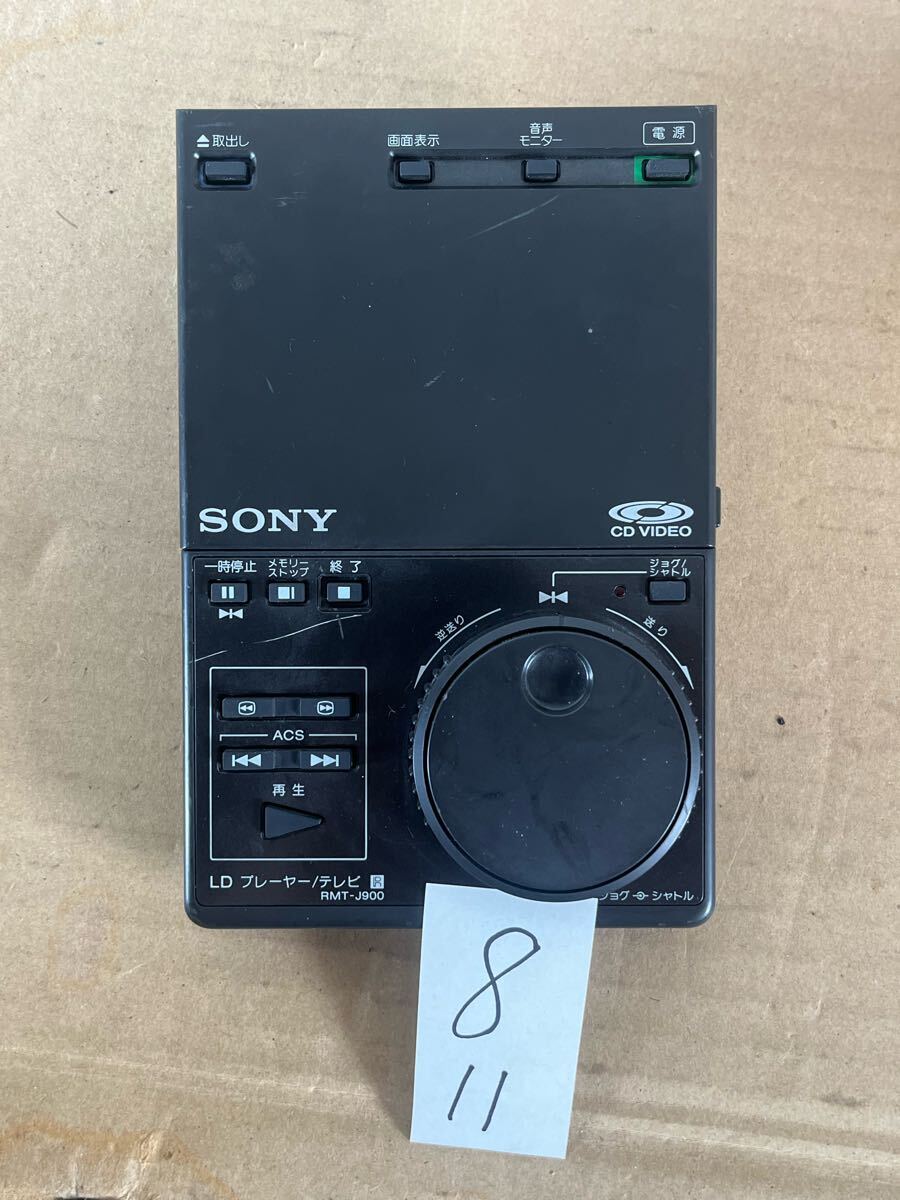 ⏏取出し
画面表示
音声
モニター
電源
SONY
CD VIDEO
一時停止
メモリー
ストップ
終了
ジョグ/
シャトル
逆送り
送り
ACS
再生
LD プレーヤー/テレビ R
RMT-J900
ジョグ シャトル
8
11